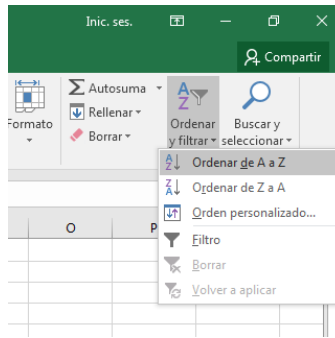 Inic. ses.
Compartir
Formato
Autosuma
Rellenar
Borrar
Ordenar
y filtrar
Buscar y
seleccionar
Ordenar de A a Z
Ordenar de Z a A
Orden personalizado...
Filtro
Borrar
Volver a aplicar
O
P